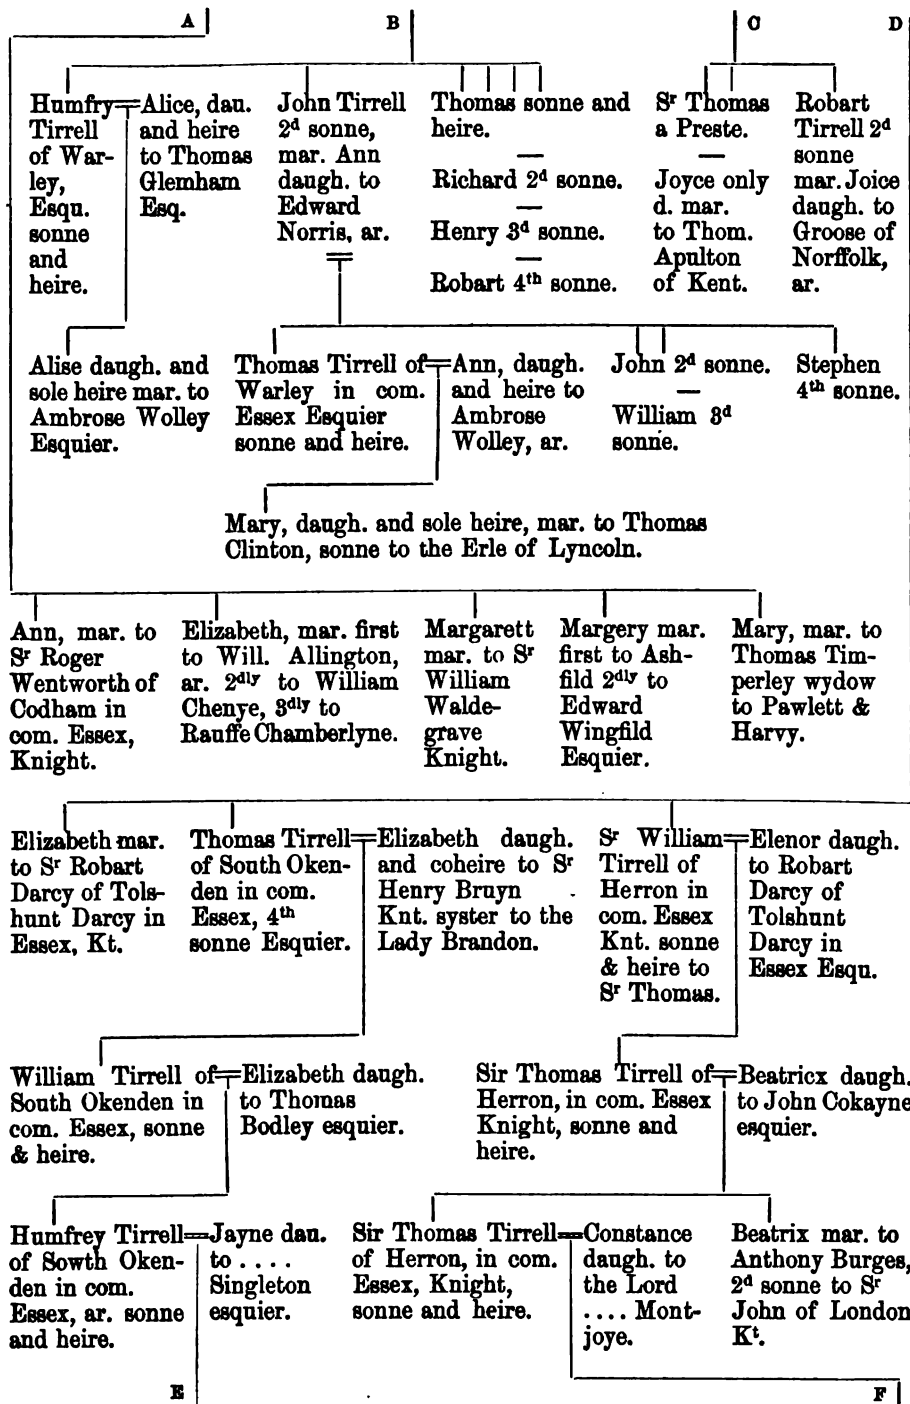 A B C D
Humfry
Tirrell
of War-
ley,
Esqu.
sonne
and
heire.
Alice, dau.
and heire
to Thomas
Glemham
Esq.
John Tirrell
2d sonne,
mar. Ann
daugh. to
Edward
Norris, ar.
Thomas sonne and
heire.
—
Richard 2d sonne.
—
Henry 3d sonne.
—
Robart 4th sonne.
Sr Thomas
a Preste.
—
Joyce only
d. mar.
to Thom.
Apulton
of Kent.
Robart
Tirrell 2d
sonne
mar. Joice
daugh. to
Groose of
Norffolk,
ar.
Alise daugh. and
sole heire mar. to
Ambrose Wolley
Esquier.
Thomas Tirrell of
Warley in com.
Essex Esquier
sonne and heire.
Ann, daugh.
and heire to
Ambrose
Wolley, ar.
John 2d sonne.
—
William 3d
sonne.
Stephen
4th sonne.
Mary, daugh. and sole heire, mar. to Thomas
Clinton, sonne to the Erle of Lyncoln.
Ann, mar. to
Sr Roger
Wentworth of
Codham in
com. Essex,
Knight.
Elizabeth, mar. first
to Will. Allington,
ar. 2dly to William
Chenye, 3dly to
Rauffe Chamberlyne.
Margarett
mar. to Sr
William
Walde-
grave
Knight.
Margery mar.
first to Ash-
fild 2dly to
Edward
Wingfild
Esquier.
Mary, mar. to
Thomas Tim-
perley wydow
to Pawlett &
Harvy.
Elizabeth mar.
to Sr Robart
Darcy of Tols-
hunt Darcy in
Essex, Kt.
Thomas Tirrell
of South Oken-
den in com.
Essex, 4th
sonne Esquier.
Elizabeth daugh.
and coheire to Sr
Henry Bruyn
Knt. syster to the
Lady Brandon.
Sr William
Tirrell of
Herron in
com. Essex
Knt. sonne
& heire to
Sr Thomas.
Elenor daugh.
to Robart
Darcy of
Tolshunt
Darcy in
Essex Esqu.
William Tirrell of
South Okenden in
com. Essex, sonne
& heire.
Elizabeth daugh.
to Thomas
Bodley esquier.
Sir Thomas Tirrell of
Herron, in com. Essex
Knight, sonne and
heire.
Beatricx daugh.
to John Cokayne
esquier.
Humfrey Tirrell
of Sowth Oken-
den in com.
Essex, ar. sonne
and heire.
Jayne dau.
to ....
Singleton
esquier.
Sir Thomas Tirrell
of Herron, in com.
Essex, Knight,
sonne and heire.
Constance
daugh. to
the Lord
.... Mont-
joye.
Beatrix mar. to
Anthony Burges,
2d sonne to Sr
John of London
Kt.
E F